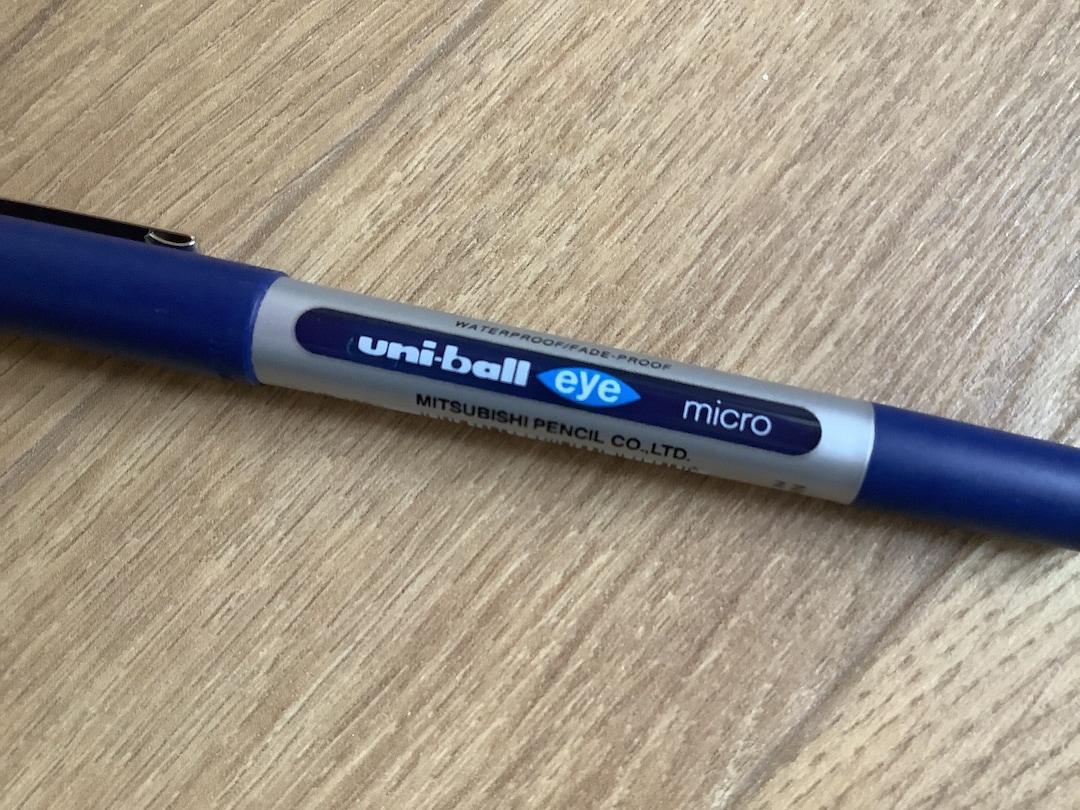 WATERPROOF/FADE-PROOF
uni-ball eye micro
MITSUBISHI PENCIL CO.,LTD.